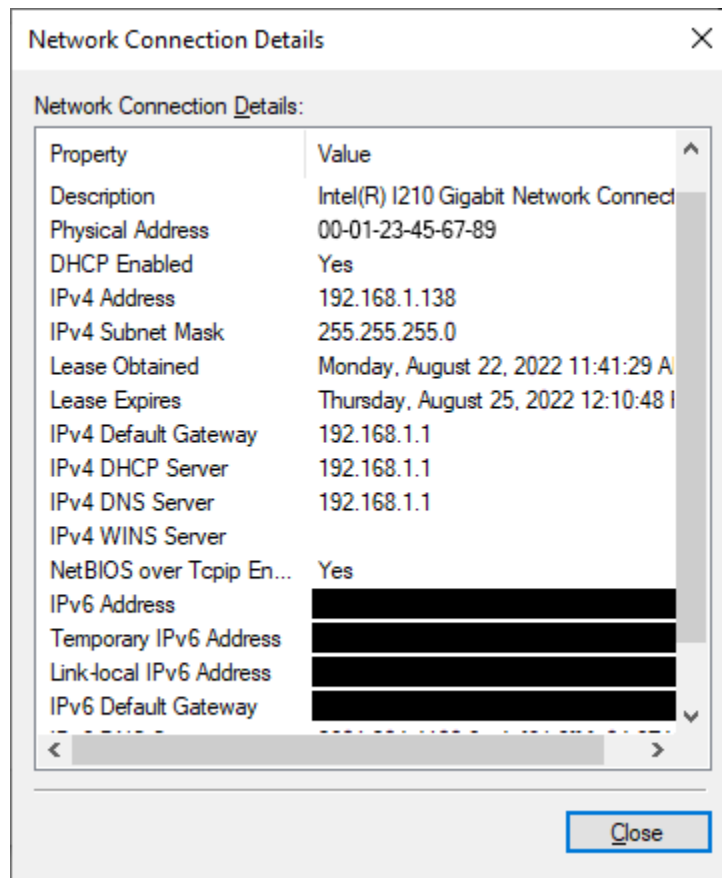 Network Connection Details
Network Connection Details:
Property Value
Description Intel(R) I210 Gigabit Network Connect
Physical Address 00-01-23-45-67-89
DHCP Enabled Yes
IPv4 Address 192.168.1.138
IPv4 Subnet Mask 255.255.255.0
Lease Obtained Monday, August 22, 2022 11:41:29 A
Lease Expires Thursday, August 25, 2022 12:10:48
IPv4 Default Gateway 192.168.1.1
IPv4 DHCP Server 192.168.1.1
IPv4 DNS Server 192.168.1.1
IPv4 WINS Server
NetBIOS over Tcpip En... Yes
IPv6 Address
Temporary IPv6 Address
Link-local IPv6 Address
IPv6 Default Gateway
Close